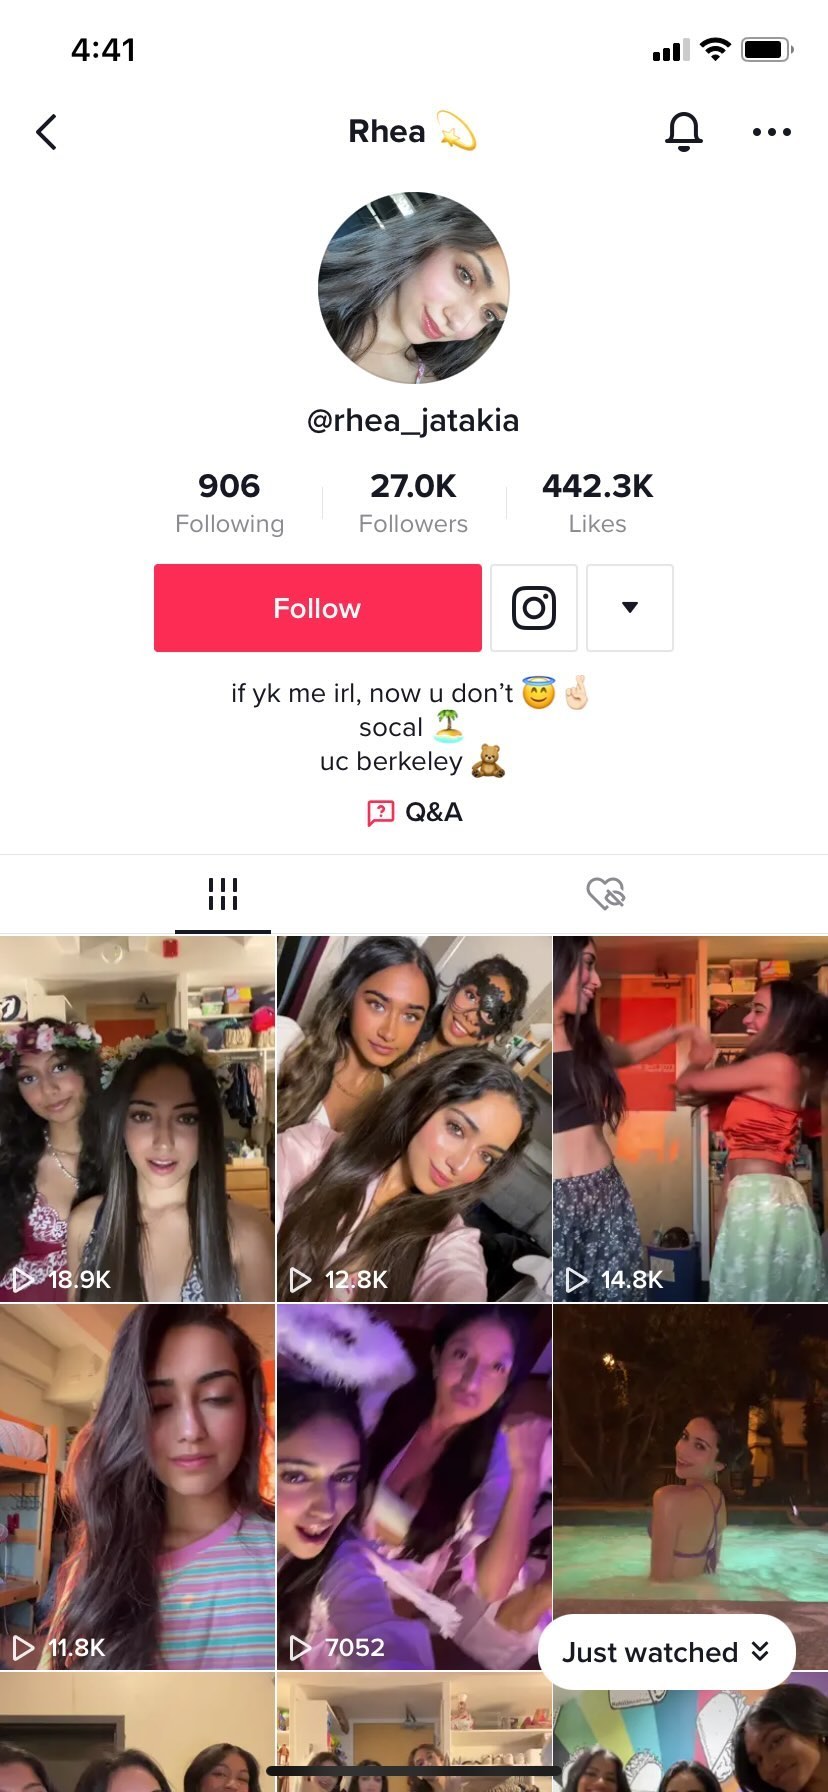 4:41
Rhea 💫
@rhea_jatakia
906
Following
27.0K
Followers
442.3K
Likes
Follow
if yk me irl, now u don’t 😇🤞🏻
socal 🏝️
uc berkeley 🧸
Q&A
18.9K
12.8K
14.8K
11.8K
7052
Just watched